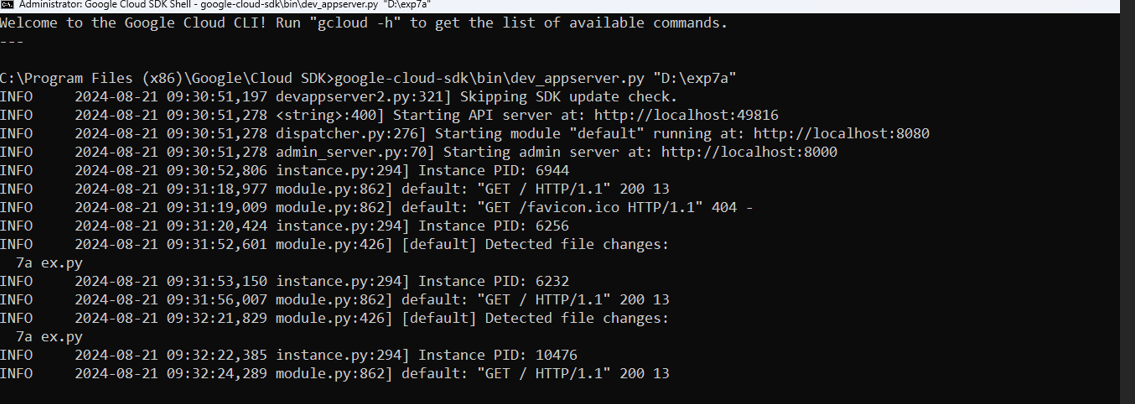 Administrator: Google Cloud SDK Shell - google-cloud-sdk\bin\dev_appserver.py "D:\exp7a"
Welcome to the Google Cloud CLI! Run "gcloud -h" to get the list of available commands.
---
C:\Program Files (x86)\Google\Cloud SDK>google-cloud-sdk\bin\dev_appserver.py "D:\exp7a"
INFO     2024-08-21 09:30:51,197 devappserver2.py:321] Skipping SDK update check.
INFO     2024-08-21 09:30:51,278 <string>:400] Starting API server at: http://localhost:49816
INFO     2024-08-21 09:30:51,278 dispatcher.py:276] Starting module "default" running at: http://localhost:8080
INFO     2024-08-21 09:30:51,278 admin_server.py:70] Starting admin server at: http://localhost:8000
INFO     2024-08-21 09:30:52,806 instance.py:294] Instance PID: 6944
INFO     2024-08-21 09:31:18,977 module.py:862] default: "GET / HTTP/1.1" 200 13
INFO     2024-08-21 09:31:19,009 module.py:862] default: "GET /favicon.ico HTTP/1.1" 404 -
INFO     2024-08-21 09:31:20,424 instance.py:294] Instance PID: 6256
INFO     2024-08-21 09:31:52,601 module.py:426] [default] Detected file changes:
  7a ex.py
INFO     2024-08-21 09:31:53,150 instance.py:294] Instance PID: 6232
INFO     2024-08-21 09:31:56,007 module.py:862] default: "GET / HTTP/1.1" 200 13
INFO     2024-08-21 09:32:21,829 module.py:426] [default] Detected file changes:
  7a ex.py
INFO     2024-08-21 09:32:22,385 instance.py:294] Instance PID: 10476
INFO     2024-08-21 09:32:24,289 module.py:862] default: "GET / HTTP/1.1" 200 13